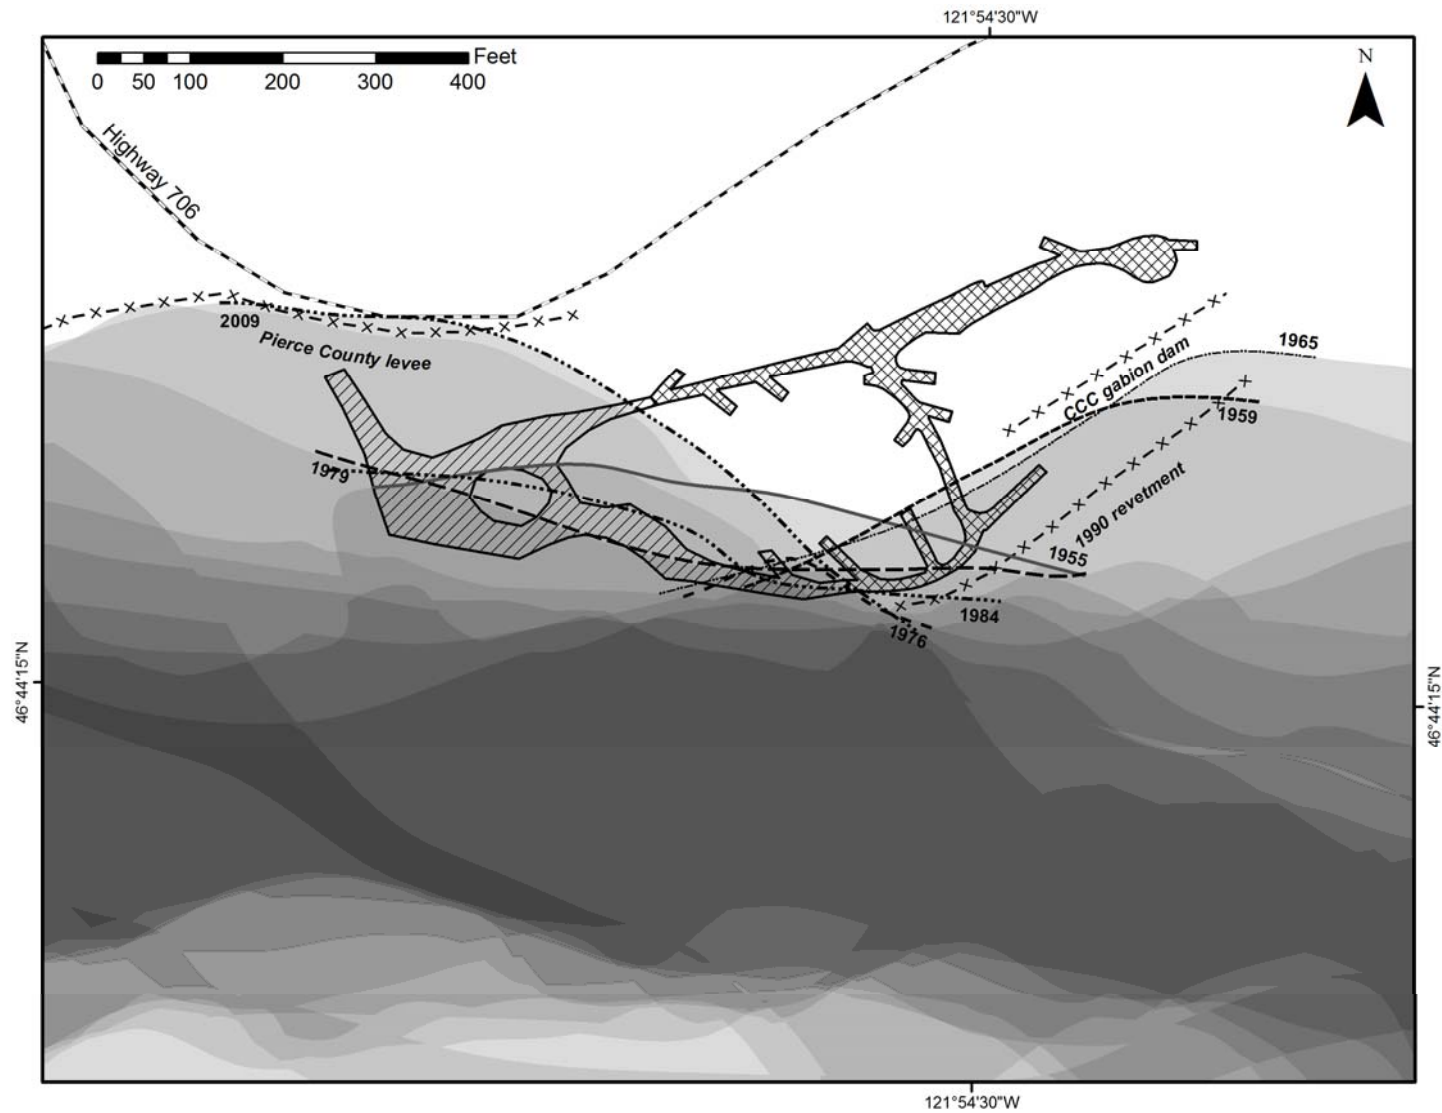 121°54'30"W
Feet
0 50 100 200 300 400
N
Highway 706
2009
Pierce County levee
1965
CCC gabion dam
1959
1979
1990 revetment
1955
1984
1976
46°44'15"N
46°44'15"N
121°54'30"W